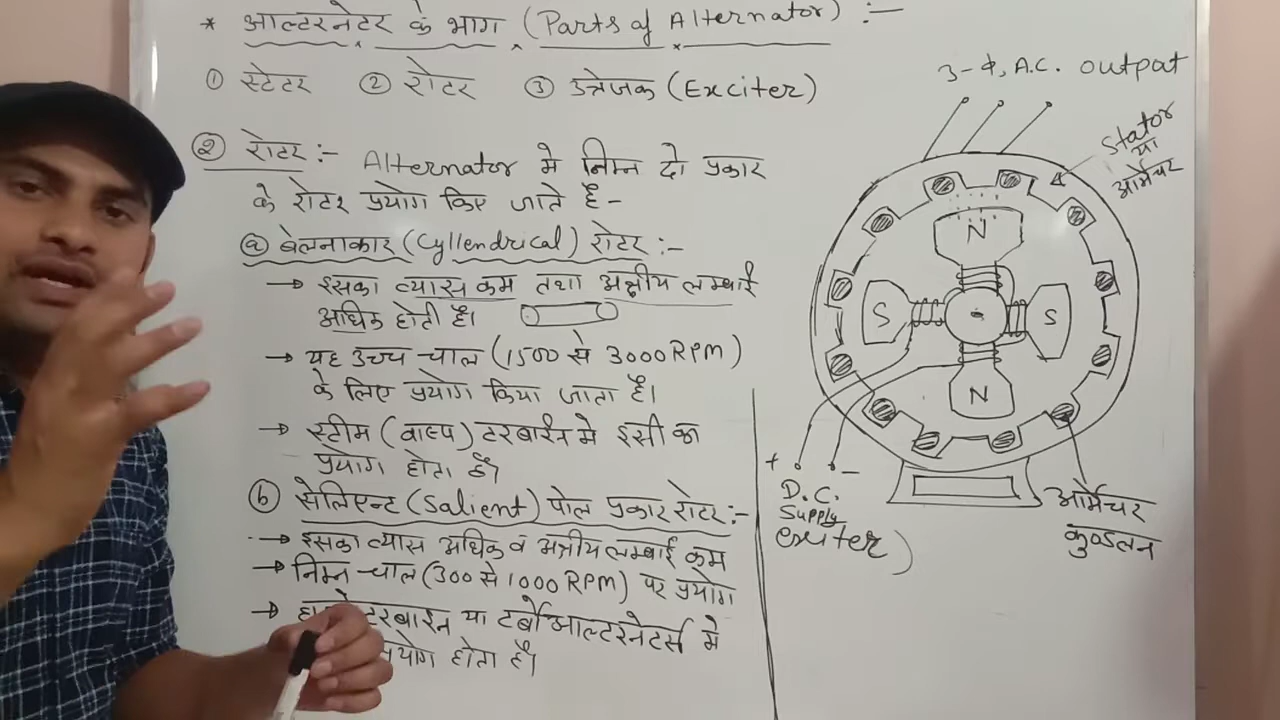 * आल्टरनेटर के भाग (Parts of Alternator) :-
① स्टेटर ② रोटर ③ उत्तेजक (Exciter)
② रोटर :- Alternator मे निम्न दो प्रकार
के रोटर प्रयोग किए जाते है -
ⓐ बेलनाकार (Cyllendrical) रोटर :-
→ इसका व्यास कम तथा अक्षीय लम्बाई
अधिक होती है।
→ यह उच्च चाल (1500 से 3000 RPM)
के लिए प्रयोग किया जाता है।
→ स्टीम (वाष्प) टरबाईन मे इसी का
प्रयोग होता है।
ⓑ सेलिएन्ट (Salient) पोल प्रकार रोटर :-
→ इसका व्यास अधिक व अक्षीय लम्बाई कम
→ निम्न चाल (300 से 1000 RPM) पर प्रयोग
→ टरबाईन या टर्बो आल्टरनेटर्स मे
होता है।
3-Φ, A.C. output
Stator
या
आर्मेचर
N
S
S
N
+ -
D.C.
Supply
exciter)
आर्मेचर
कुण्डलन